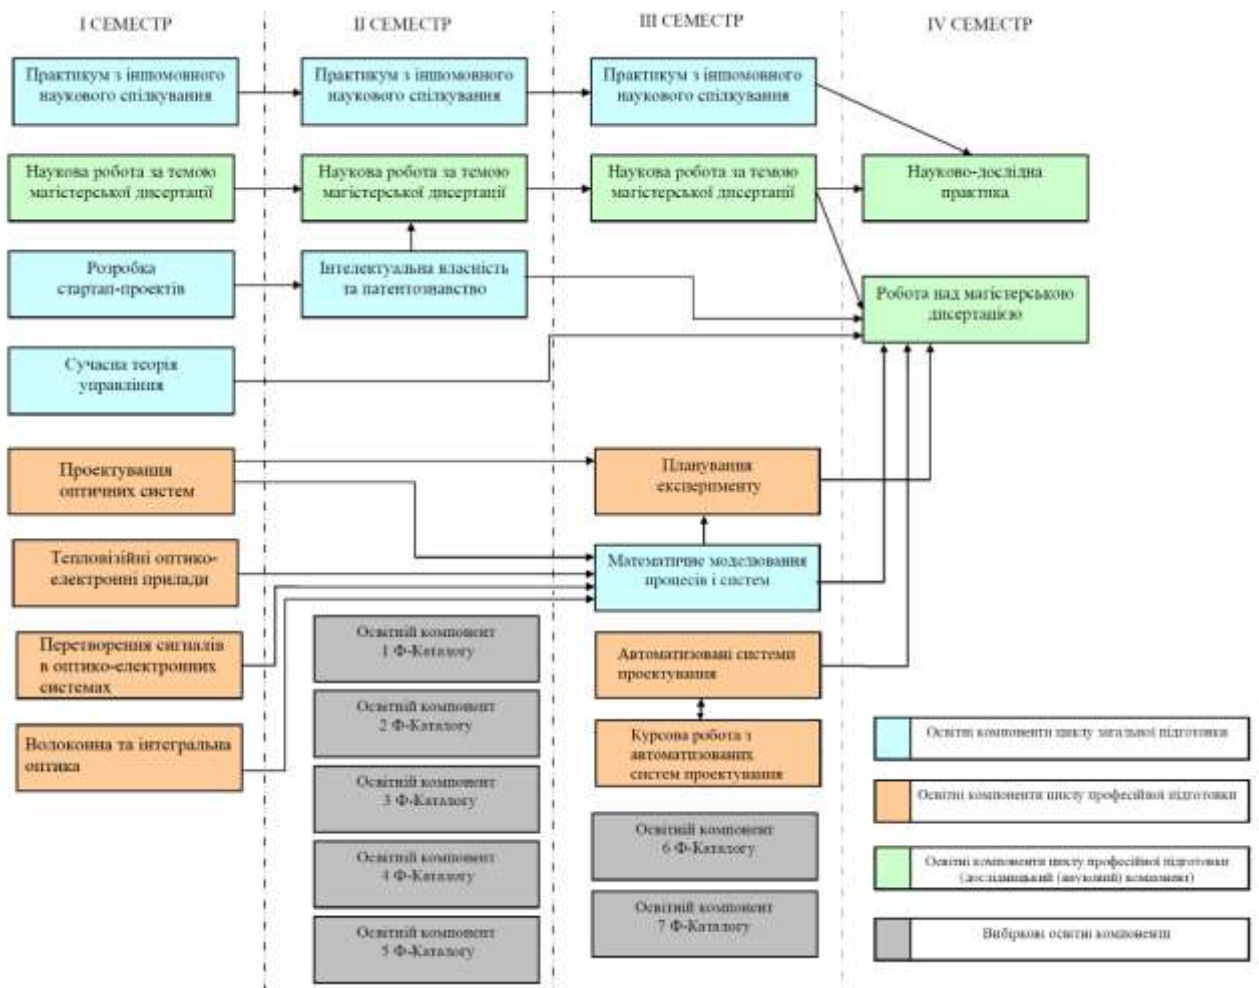 I СЕМЕСТР
II СЕМЕСТР
III СЕМЕСТР
IV СЕМЕСТР
Практикум з іншомовного
наукового спілкування
Практикум з іншомовного
наукового спілкування
Практикум з іншомовного
наукового спілкування
Наукова робота за темою
магістерської дисертації
Наукова робота за темою
магістерської дисертації
Наукова робота за темою
магістерської дисертації
Науково-дослідна
практика
Розробка
стартап-проектів
Інтелектуальна власність
та патентознавство
Робота над магістерською
дисертацією
Сучасна теорія
управління
Проектування
оптичних систем
Планування
експерименту
Тепловізійні оптико-
електронні прилади
Математичне моделювання
процесів і систем
Перетворення сигналів
в оптико-електронних
системах
Волоконна та інтегральна
оптика
Освітній компонент
1 Ф-Каталогу
Освітній компонент
2 Ф-Каталогу
Освітній компонент
3 Ф-Каталогу
Освітній компонент
4 Ф-Каталогу
Освітній компонент
5 Ф-Каталогу
Автоматизовані системи
проектування
Курсова робота з
автоматизованих
систем проектування
Освітній компонент
6 Ф-Каталогу
Освітній компонент
7 Ф-Каталогу
Освітні компоненти циклу загальної підготовки
Освітні компоненти циклу професійної підготовки
Освітні компоненти циклу професійної підготовки
(дослідницький (науковий) компонент)
Вибіркові освітні компоненти